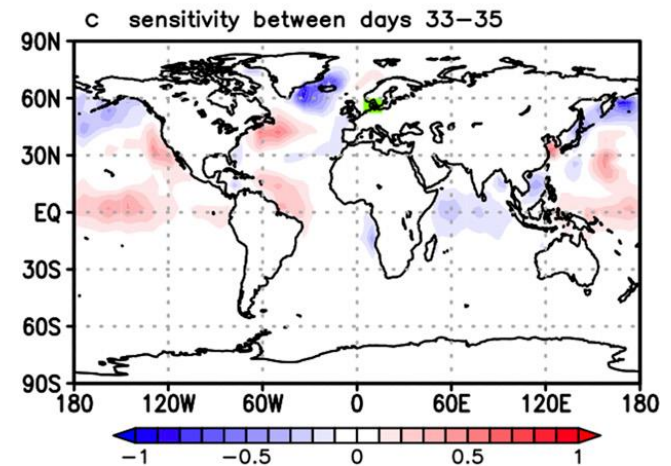 c sensitivity between days 33–35
90N
60N
30N
EQ
30S
60S
90S
180 120W 60W 0 60E 120E 180
−1 −0.5 0 0.5 1